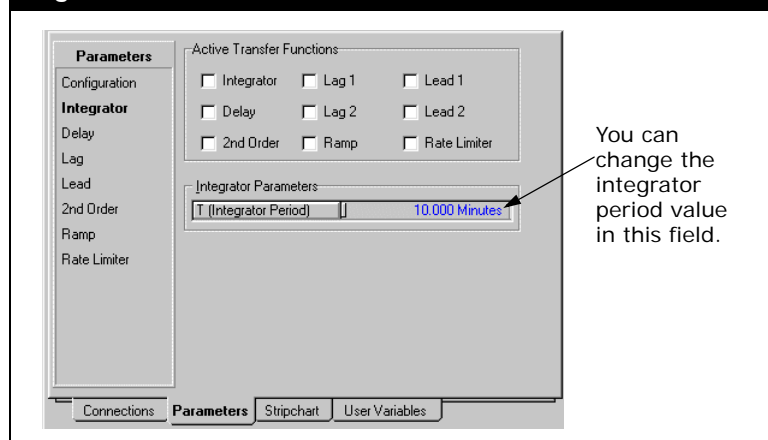 Parameters
Configuration
Integrator
Delay
Lag
Lead
2nd Order
Ramp
Rate Limiter
Active Transfer Functions
Integrator Lag 1 Lead 1
Delay Lag 2 Lead 2
2nd Order Ramp Rate Limiter
Integrator Parameters
T (Integrator Period) 10.000 Minutes
You can
change the
integrator
period value
in this field.
Connections Parameters Stripchart User Variables